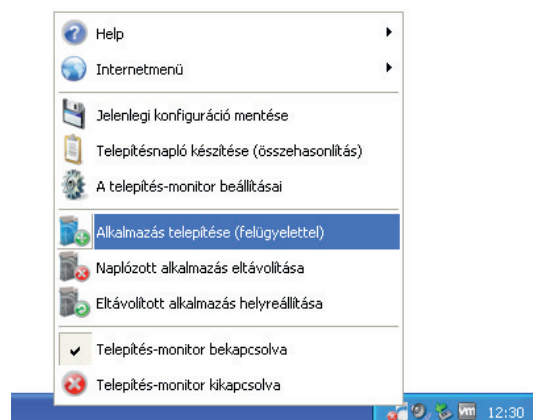 Help
Internetmenü
Jelenlegi konfiguráció mentése
Telepítésnapló készítése (összehasonlítás)
A telepítés-monitor beállításai
Alkalmazás telepítése (felügyelettel)
Naplózott alkalmazás eltávolítása
Eltávolított alkalmazás helyreállítása
Telepítés-monitor bekapcsolva
Telepítés-monitor kikapcsolva
vm 12:30